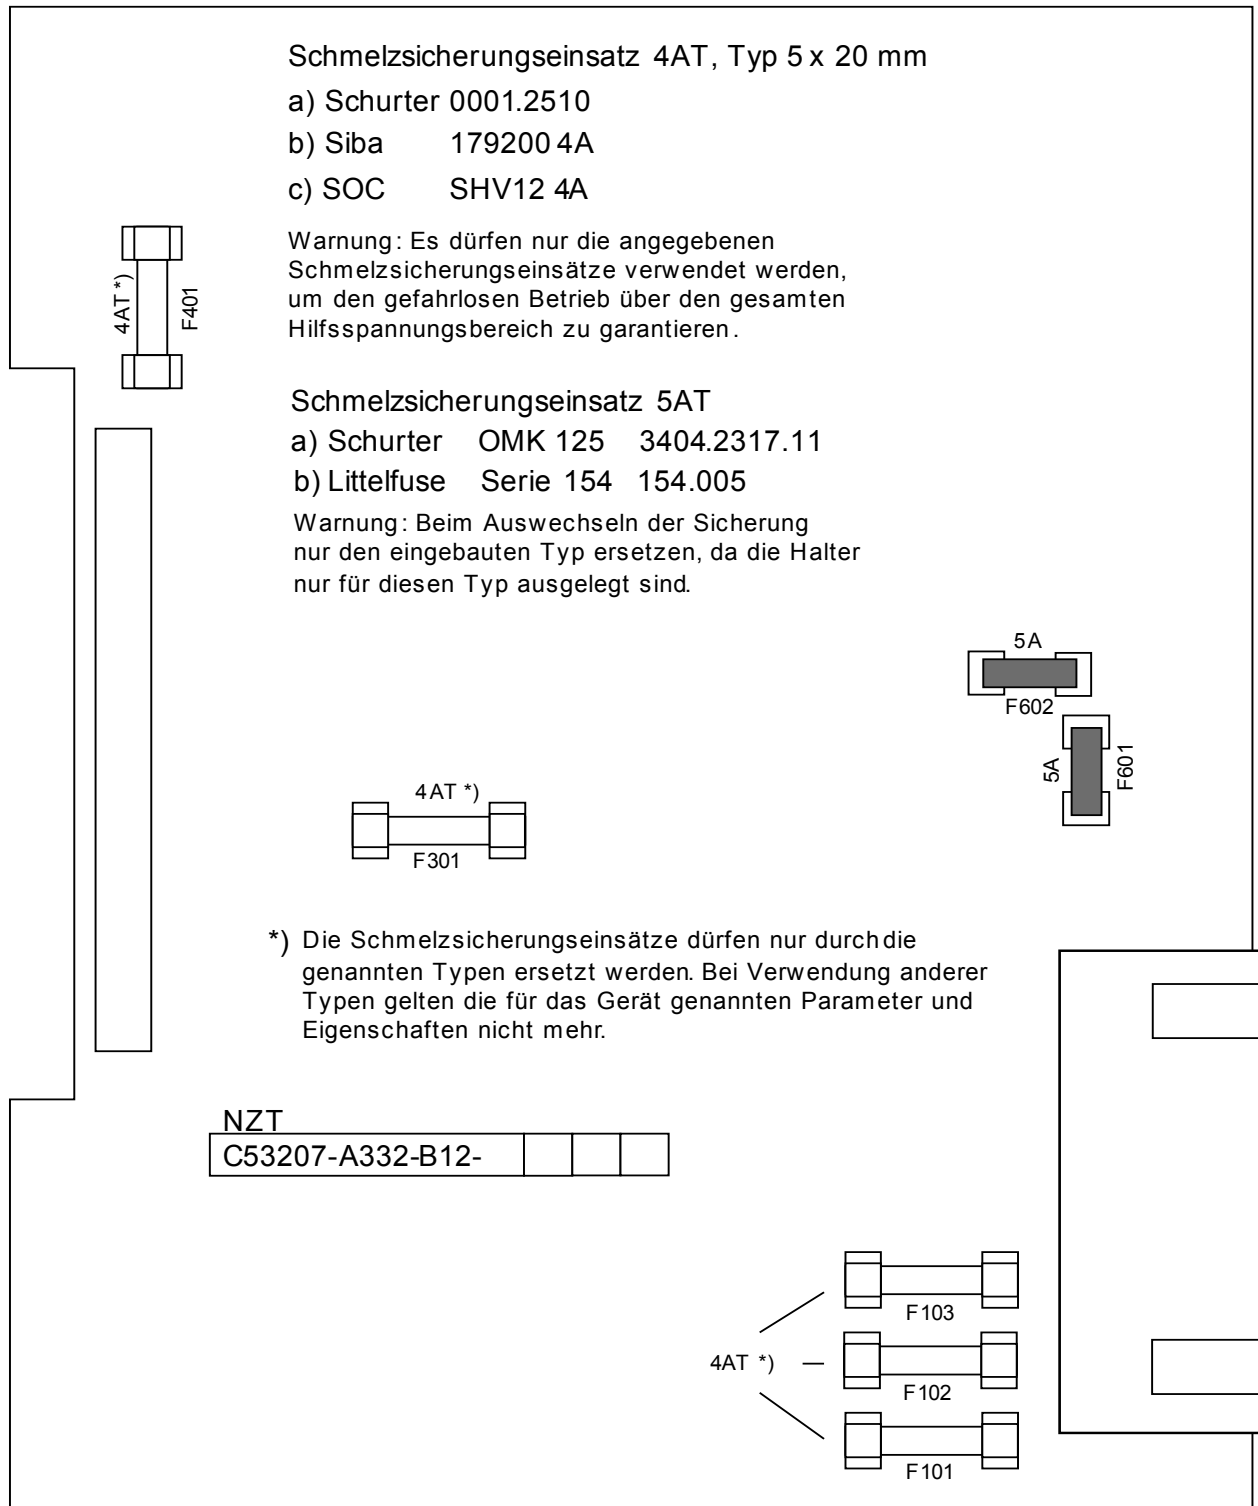 Schmelzsicherungseinsatz 4AT, Typ 5 x 20 mm
a) Schurter 0001.2510
b) Siba 179200 4A
c) SOC SHV12 4A
Warnung: Es dürfen nur die angegebenen
Schmelzsicherungseinsätze verwendet werden,
um den gefahrlosen Betrieb über den gesamten
Hilfsspannungsbereich zu garantieren.
4AT *)
F401
Schmelzsicherungseinsatz 5AT
a) Schurter OMK 125 3404.2317.11
b) Littelfuse Serie 154 154.005
Warnung: Beim Auswechseln der Sicherung
nur den eingebauten Typ ersetzen, da die Halter
nur für diesen Typ ausgelegt sind.
5A
F602
5A
F601
4AT *)
F301
*) Die Schmelzsicherungseinsätze dürfen nur durch die
genannten Typen ersetzt werden. Bei Verwendung anderer
Typen gelten die für das Gerät genannten Parameter und
Eigenschaften nicht mehr.
NZT
C53207-A332-B12-
F103
4AT *)
F102
F101